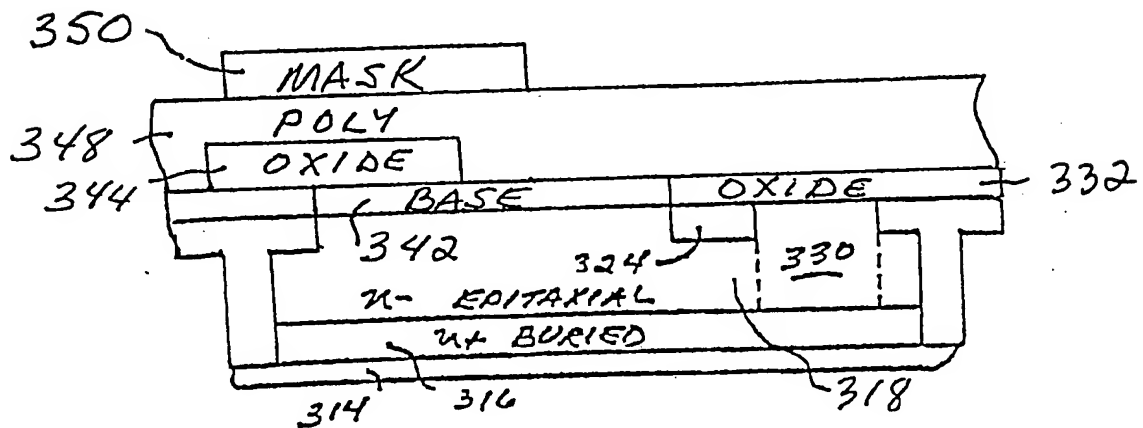 350
MASK
POLY
348
OXIDE
344
BASE
OXIDE
332
342
324
330
n- EPITAXIAL
n+ BURIED
314
316
318